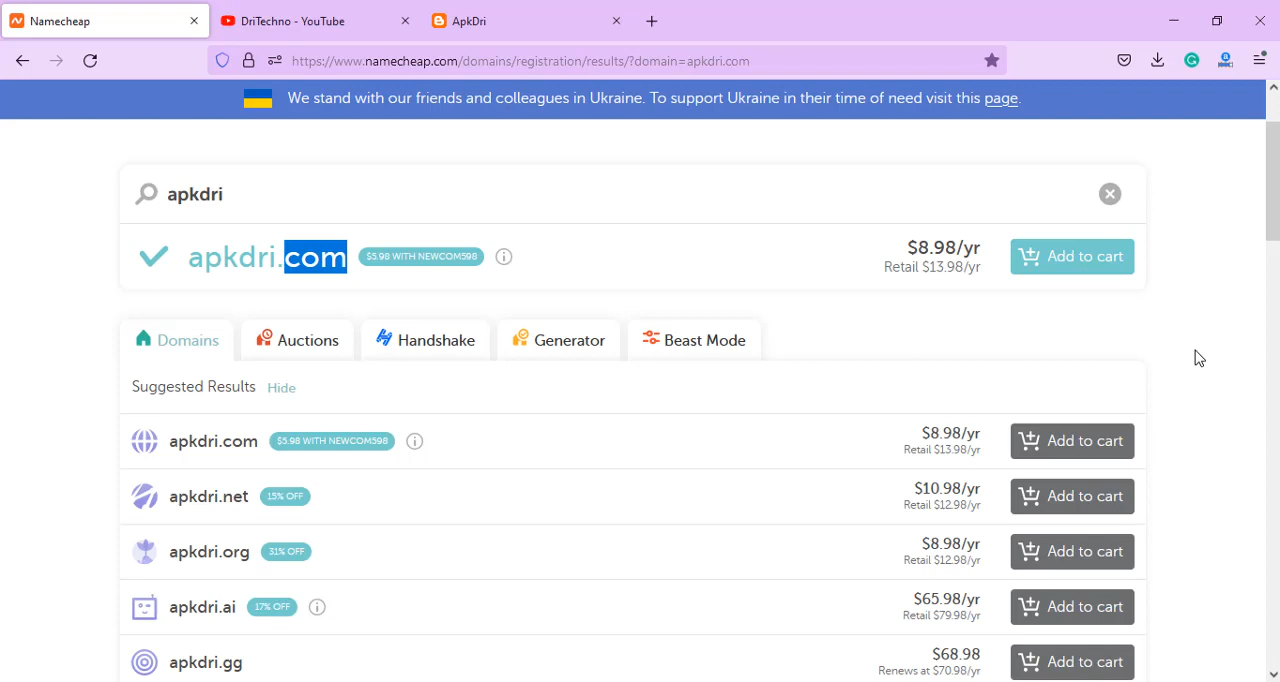 Namecheap
DriTechno - YouTube
ApkDri
https://www.namecheap.com/domains/registration/results/?domain=apkdri.com
We stand with our friends and colleagues in Ukraine. To support Ukraine in their time of need visit this page.
apkdri
apkdri.com $5.98 WITH NEWCOM598 $8.98/yr Add to cart
Retail $13.98/yr
Domains Auctions Handshake Generator Beast Mode
Suggested Results Hide
apkdri.com $5.98 WITH NEWCOM598 $8.98/yr Add to cart
Retail $13.98/yr
apkdri.net 15% OFF $10.98/yr Add to cart
Retail $12.98/yr
apkdri.org 31% OFF $8.98/yr Add to cart
Retail $12.98/yr
apkdri.ai 17% OFF $65.98/yr Add to cart
Retail $79.98/yr
apkdri.gg $68.98 Add to cart
Renews at $70.98/yr